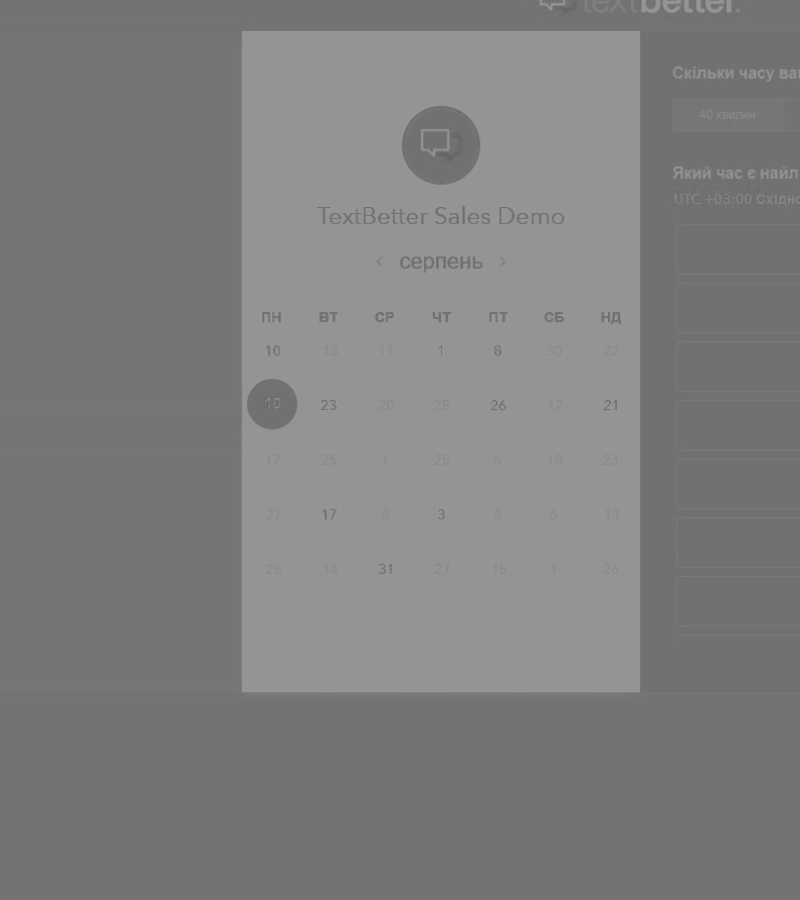 textbetter.
Скільки часу ва
40 хвилин
Який час є найл
UTC +03:00 Східно
TextBetter Sales Demo
серпень
ПН ВТ СР ЧТ ПТ СБ НД
10 13 11 1 8 30 22
10 23 20 25 26 12 21
17 25 1 25 6 18 23
27 17 8 3 2 6 13
28 14 31 27 15 1 26